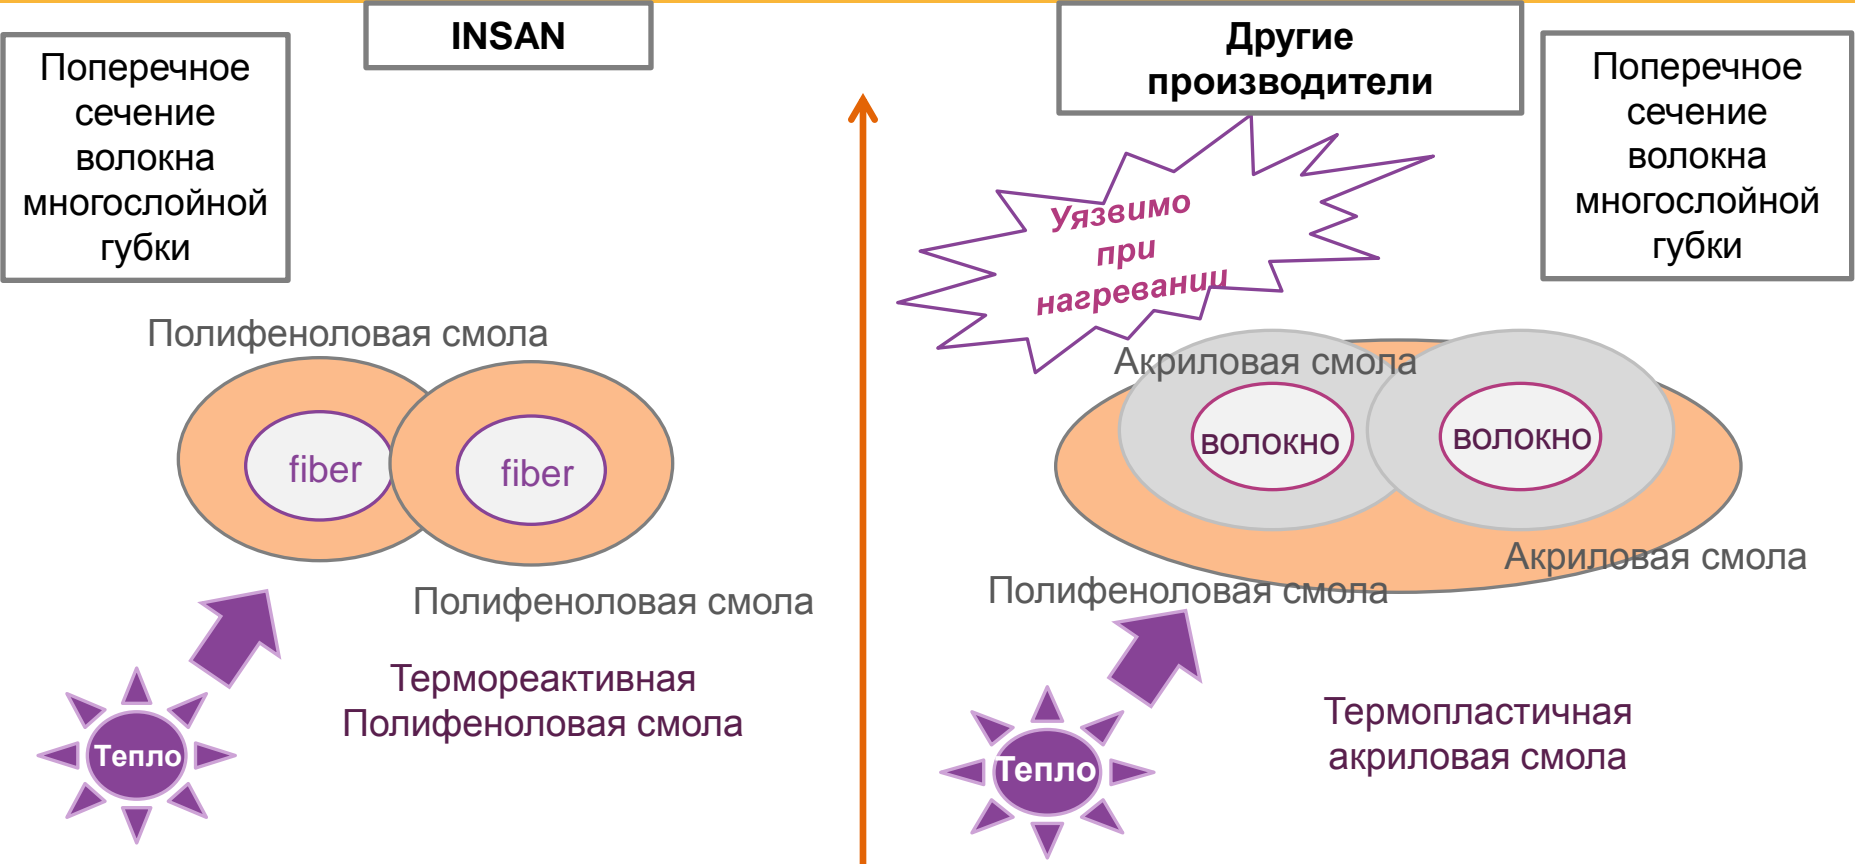 INSAN
Поперечное
сечение
волокна
многослойной
губки
Полифеноловая смола
fiber
fiber
Полифеноловая смола
Термореактивная
Полифеноловая смола
Тепло
Другие
производители
Поперечное
сечение
волокна
многослойной
губки
Уязвимо
при
нагревании
Акриловая смола
волокно
волокно
Акриловая смола
Полифеноловая смола
Термопластичная
акриловая смола
Тепло